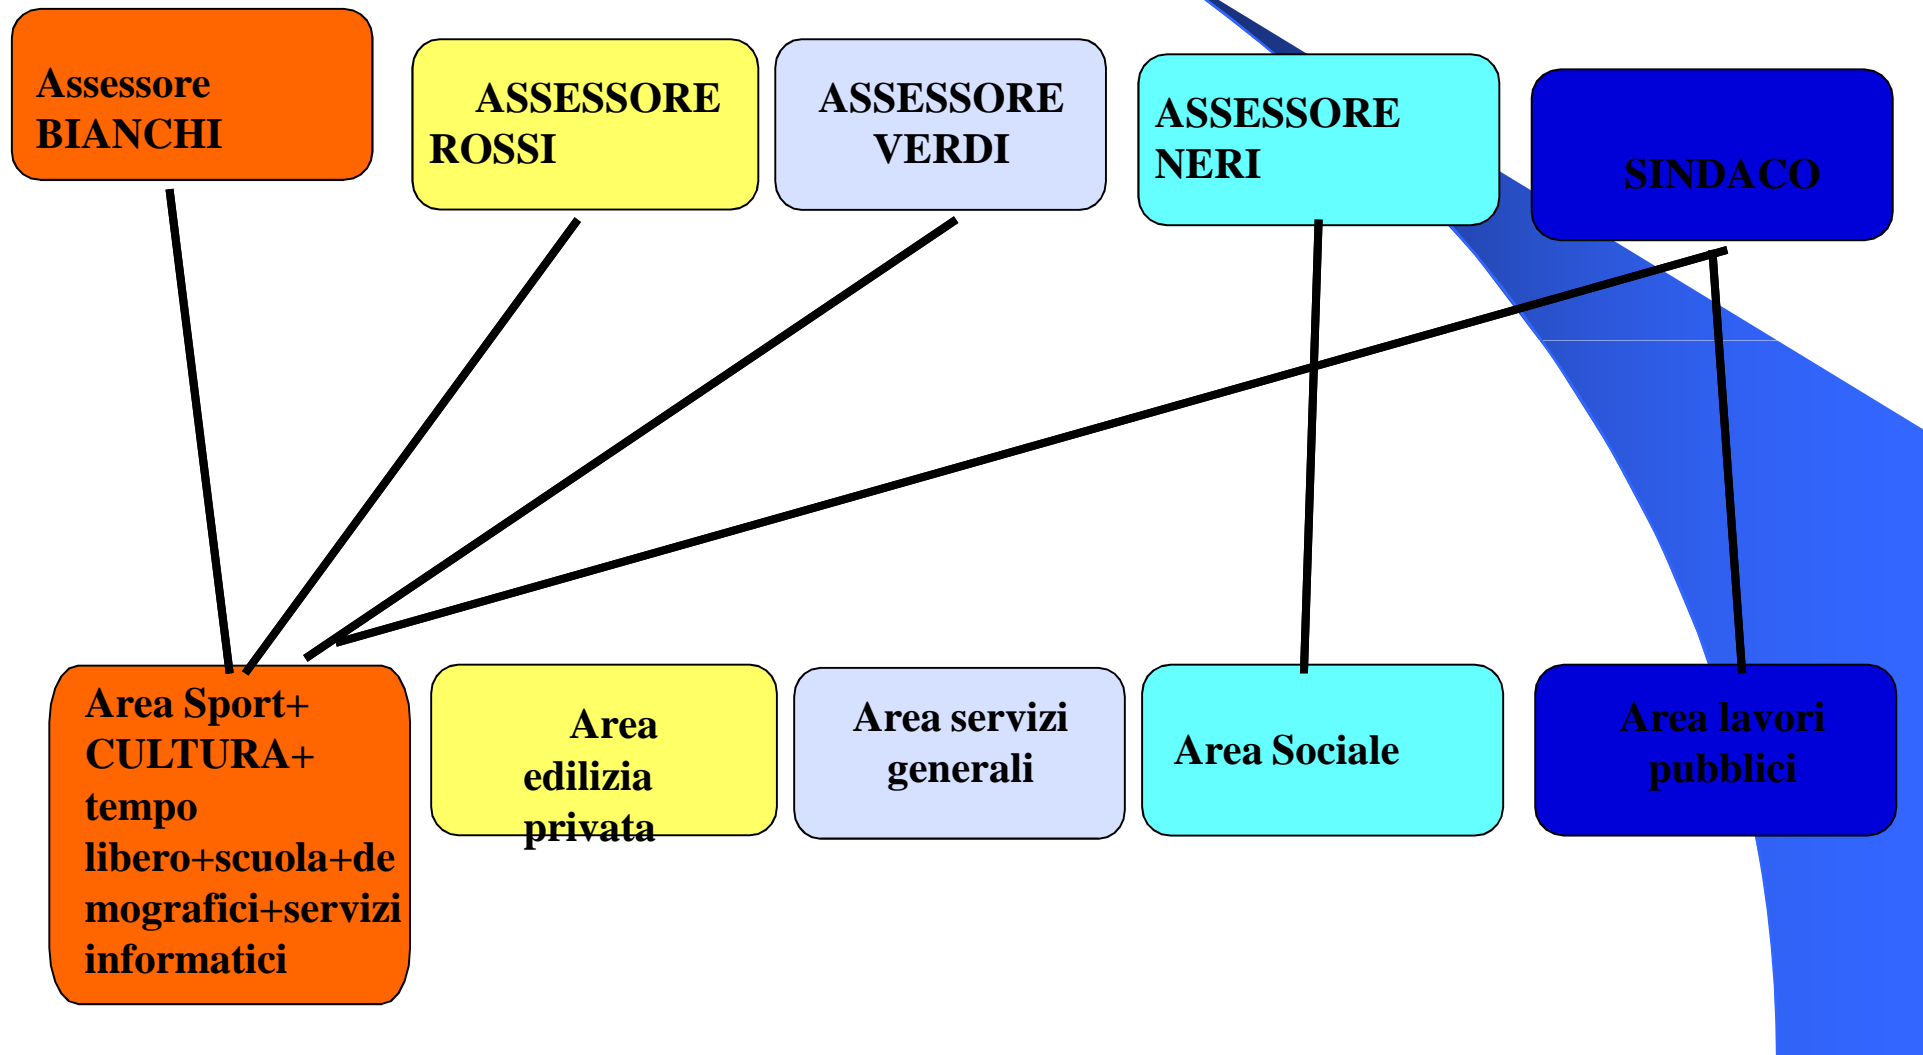 Assessore
BIANCHI
ASSESSORE
ROSSI
ASSESSORE
VERDI
ASSESSORE
NERI
SINDACO
Area Sport+
CULTURA+
tempo
libero+scuola+de
mografici+servizi
informatici
Area
edilizia
privata
Area servizi
generali
Area Sociale
Area lavori
pubblici